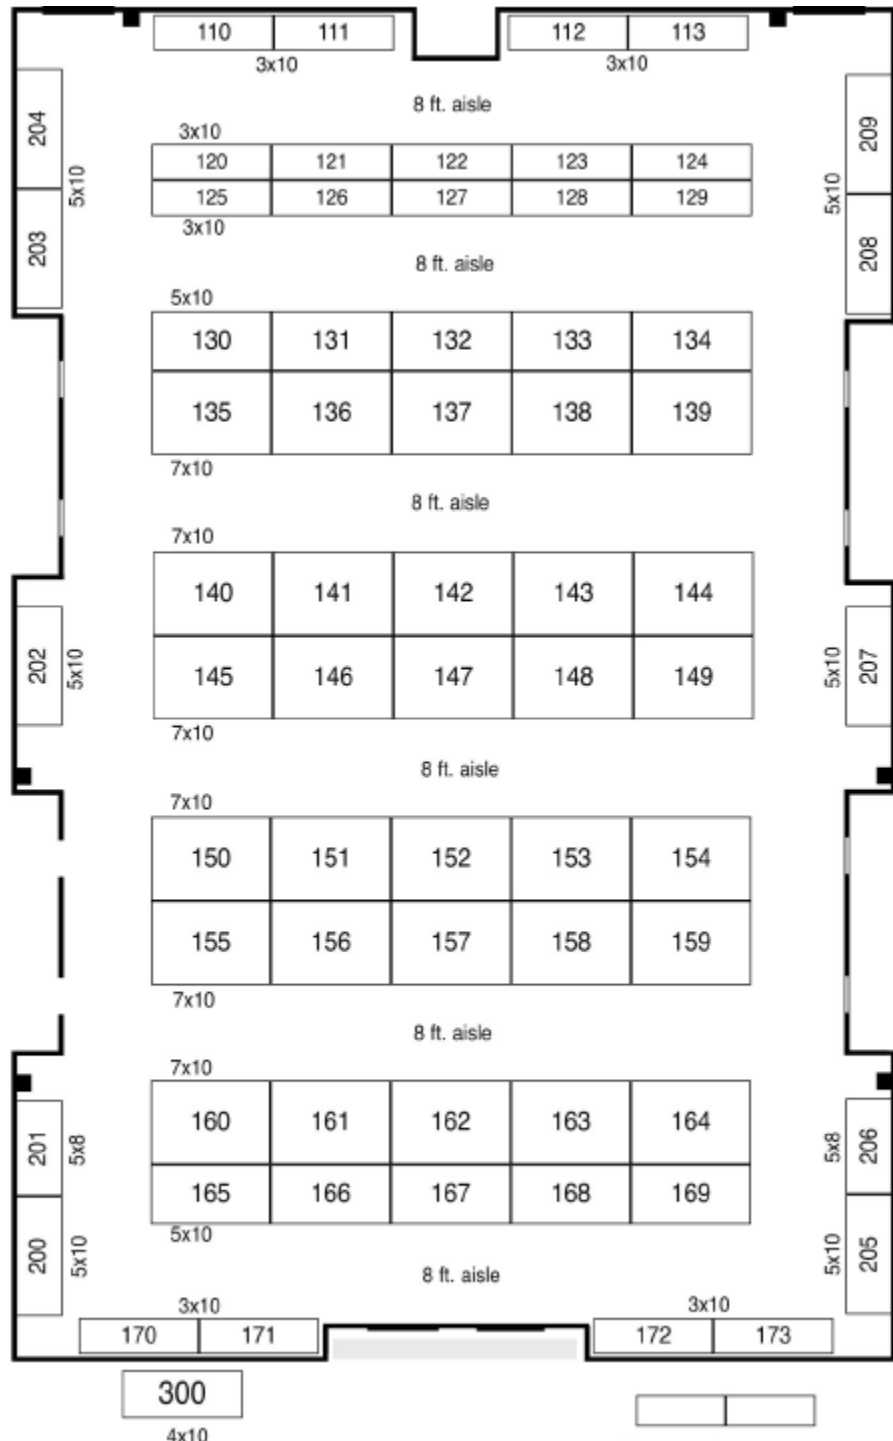 110 111 112 113
3x10 3x10
8 ft. aisle
204
5x10
203
209
5x10
208
3x10
120 121 122 123 124
125 126 127 128 129
3x10
8 ft. aisle
5x10
130 131 132 133 134
135 136 137 138 139
7x10
8 ft. aisle
7x10
140 141 142 143 144
145 146 147 148 149
7x10
202 5x10
5x10 207
8 ft. aisle
7x10
150 151 152 153 154
155 156 157 158 159
7x10
8 ft. aisle
7x10
160 161 162 163 164
165 166 167 168 169
5x10
201 5x8
200 5x10
5x8 206
5x10 205
8 ft. aisle
3x10 3x10
170 171 172 173
300
4x10